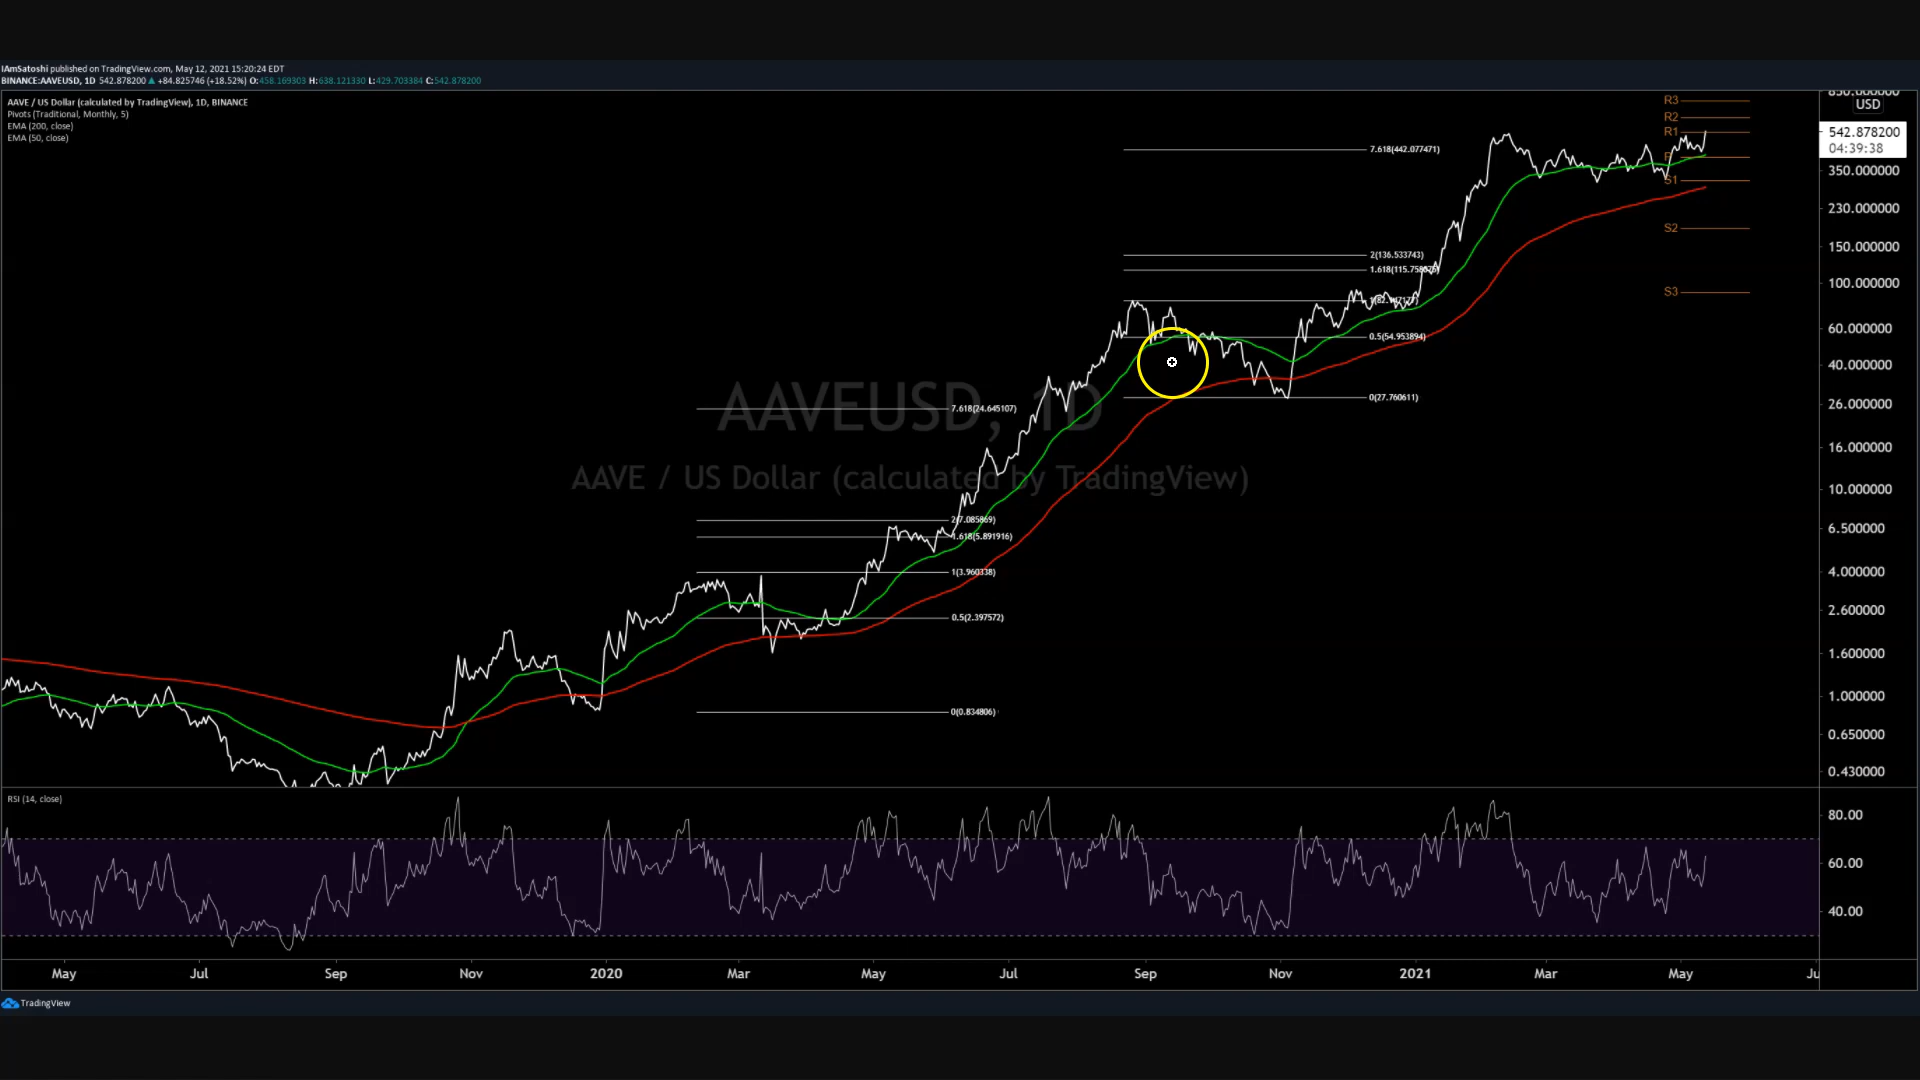 IAmSatoshi published on TradingView.com, May 12, 2021 15:20:24 EDT
BINANCE:AAVEUSD, 1D 542.878200 ▲ +84.825746 (+18.52%) O:458.169303 H:638.121330 L:429.703384 C:542.878200
AAVE / US Dollar (calculated by TradingView), 1D, BINANCE
Pivots (Traditional, Monthly, 5)
EMA (200, close)
EMA (50, close)
AAVEUSD, 1D
AAVE / US Dollar (calculated by TradingView)
R3
R2
R1
P
S1
S2
S3
7.618(442.077471)
2(136.533743)
0.5(54.953894)
0(27.760611)
7.618(24.645107)
2(7.085869)
1.618(5.891916)
1(3.960338)
0.5(2.397572)
0(0.834806)
USD
542.878200
04:39:38
350.000000
230.000000
150.000000
100.000000
60.000000
40.000000
26.000000
16.000000
10.000000
6.500000
4.000000
2.600000
1.600000
1.000000
0.650000
0.430000
RSI (14, close)
80.00
60.00
40.00
May Jul Sep Nov 2020 Mar May Jul Sep Nov 2021 Mar May
TradingView